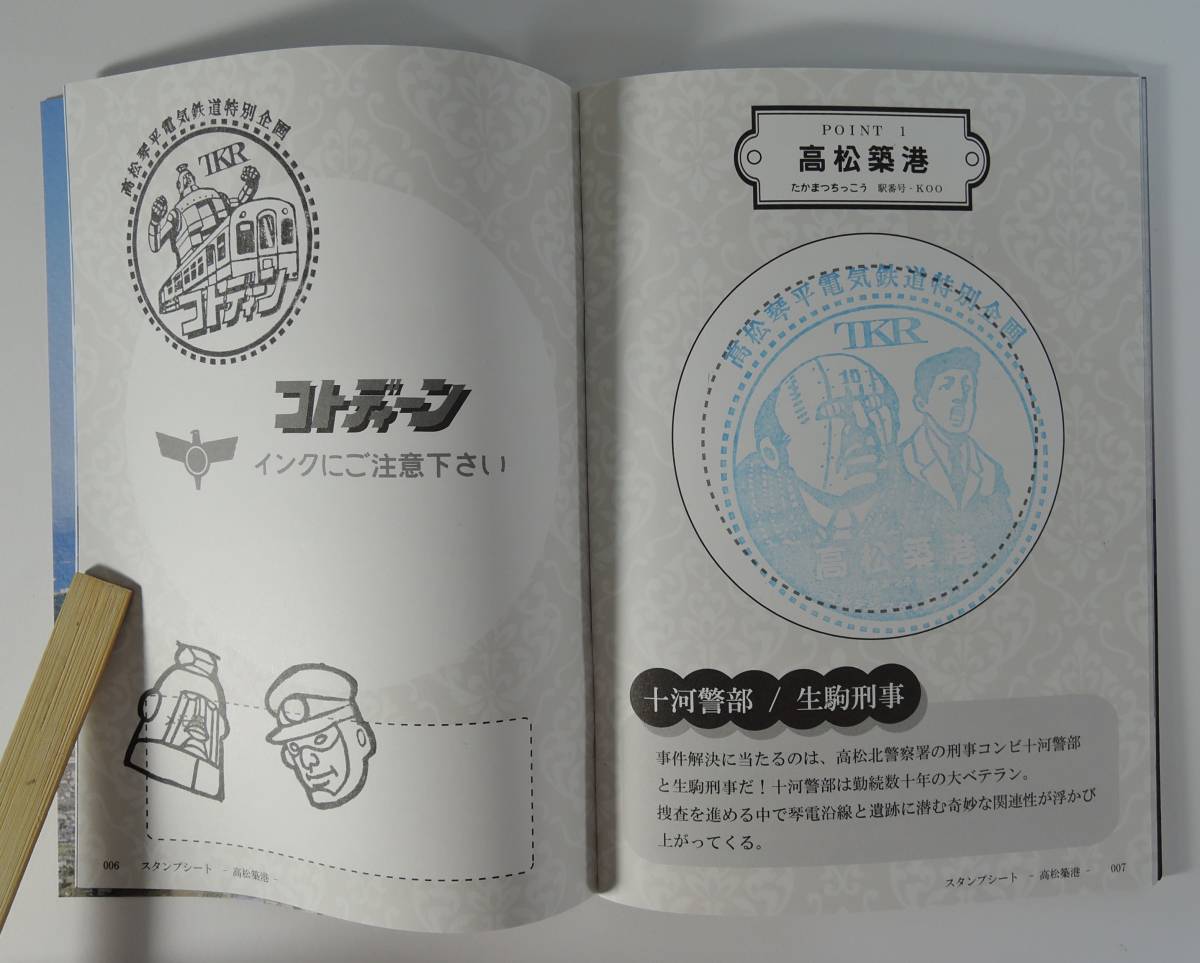 高松琴平電気鉄道特別企画
TKR
コトディーン
コトディーン
インクにご注意下さい
006 スタンプシート - 高松築港 -
POINT 1
高松築港
たかまつちっこう 駅番号 - K00
高松琴平電気鉄道特別企画
TKR
10
高松築港
十河警部 / 生駒刑事
事件解決に当たるのは、高松北警察署の刑事コンビ十河警部
と生駒刑事だ！十河警部は勤続数十年の大ベテラン。
捜査を進める中で琴電沿線と遺跡に潜む奇妙な関連性が浮かび
上がってくる。
スタンプシート - 高松築港 - 007